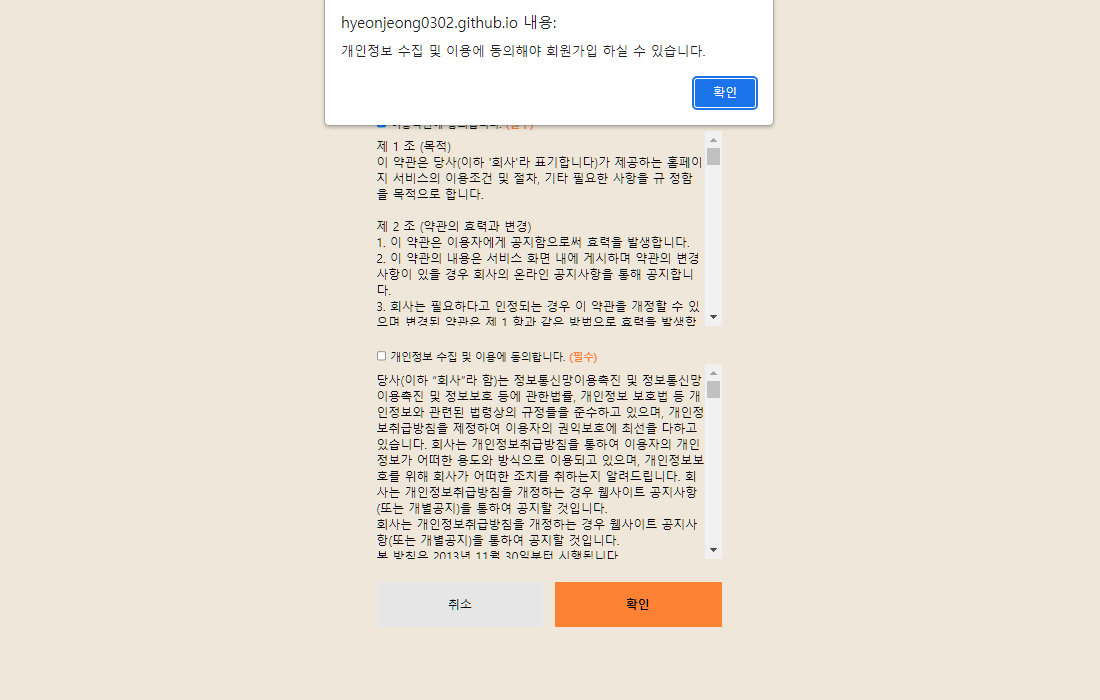 hyeonjeong0302.github.io 내용:
개인정보 수집 및 이용에 동의해야 회원가입 하실 수 있습니다.
확인
이용약관에 동의합니다. (필수)
제 1 조 (목적)
이 약관은 당사(이하 '회사'라 표기합니다)가 제공하는 홈페이
지 서비스의 이용조건 및 절차, 기타 필요한 사항을 규 정함
을 목적으로 합니다.
제 2 조 (약관의 효력과 변경)
1. 이 약관은 이용자에게 공지함으로써 효력을 발생합니다.
2. 이 약관의 내용은 서비스 화면 내에 게시하며 약관의 변경
사항이 있을 경우 회사의 온라인 공지사항을 통해 공지합니
다.
3. 회사는 필요하다고 인정되는 경우 이 약관을 개정할 수 있
으며 변경된 약관은 제 1 항과 같은 방법으로 효력을 발생한
개인정보 수집 및 이용에 동의합니다. (필수)
당사(이하 "회사"라 함)는 정보통신망이용촉진 및 정보통신망
이용촉진 및 정보보호 등에 관한법률, 개인정보 보호법 등 개
인정보와 관련된 법령상의 규정들을 준수하고 있으며, 개인정
보취급방침을 제정하여 이용자의 권익보호에 최선을 다하고
있습니다. 회사는 개인정보취급방침을 통하여 이용자의 개인
정보가 어떠한 용도와 방식으로 이용되고 있으며, 개인정보보
호를 위해 회사가 어떠한 조치를 취하는지 알려드립니다. 회
사는 개인정보취급방침을 개정하는 경우 웹사이트 공지사항
(또는 개별공지)을 통하여 공지할 것입니다.
회사는 개인정보취급방침을 개정하는 경우 웹사이트 공지사
항(또는 개별공지)을 통하여 공지할 것입니다.
본 방침은 2013년 11월 30일부터 시행됩니다
취소
확인